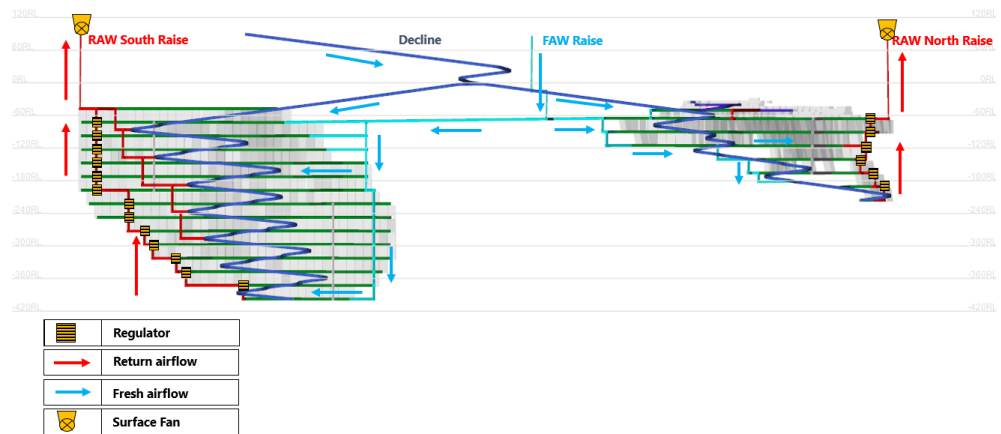 120RL
120RL
RAW South Raise
Decline
FAW Raise
RAW North Raise
60RL
60RL
0RL
0RL
-60RL
-60RL
-120RL
-120RL
-180RL
-180RL
-240RL
-240RL
-300RL
-300RL
-360RL
-360RL
-420RL
-420RL
Regulator
Return airflow
Fresh airflow
Surface Fan